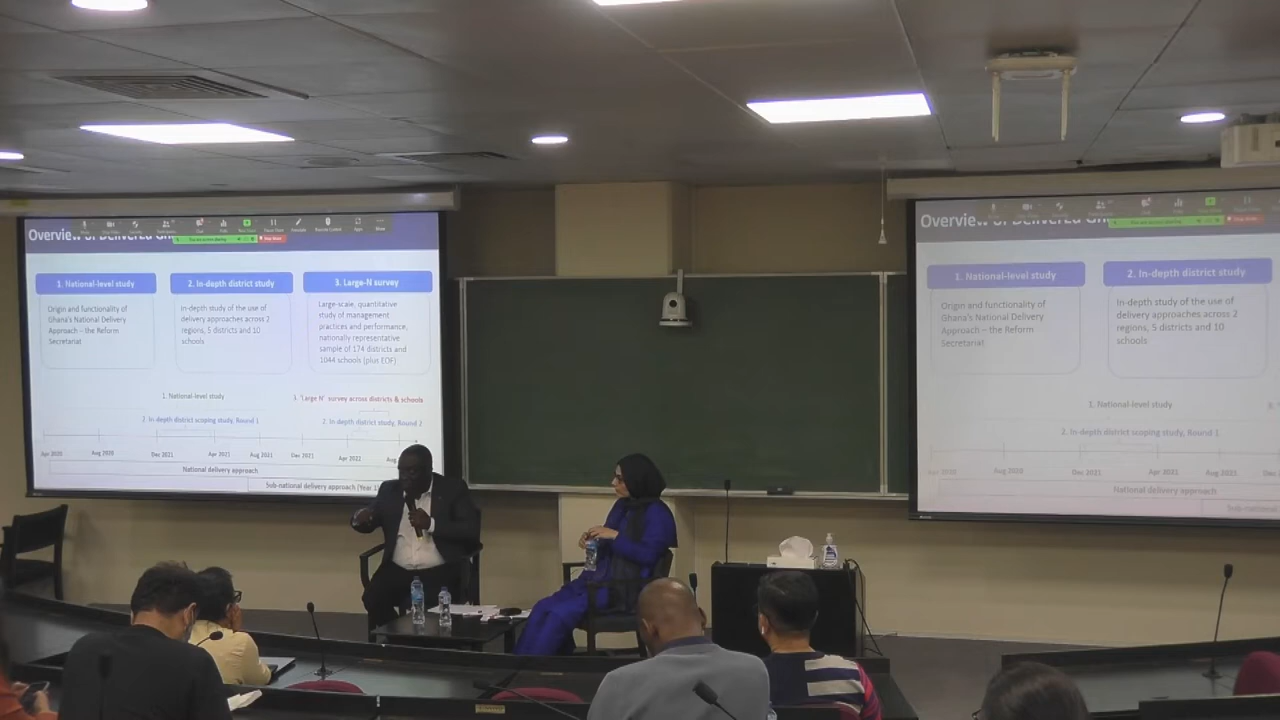 Overview of DeliverEd
1. National-level study
Origin and functionality of
Ghana's National Delivery
Approach – the Reform
Secretariat
2. In-depth district study
In-depth study of the use of
delivery approaches across 2
regions, 5 districts and 10
schools
3. Large-N survey
Large-scale, quantitative
study of management
practices and performance,
nationally representative
sample of 174 districts and
1044 schools (plus EOF)
1. National-level study
3. 'Large N' survey across districts & schools
2. In-depth district scoping study, Round 1
2. In-depth district study, Round 2
Apr 2020
Aug 2020
Dec 2021
Apr 2021
Aug 2021
Dec 2021
Apr 2022
Aug
National delivery approach
Sub-national delivery approach (Year 1
Overview of DeliverEd
1. National-level study
Origin and functionality of
Ghana's National Delivery
Approach – the Reform
Secretariat
2. In-depth district study
In-depth study of the use of
delivery approaches across 2
regions, 5 districts and 10
schools
1. National-level study
2. In-depth district scoping study, Round 1
Apr 2020
Aug 2020
Dec 2021
Apr 2021
Aug 2021
Dec
National delivery approach
Sub-national